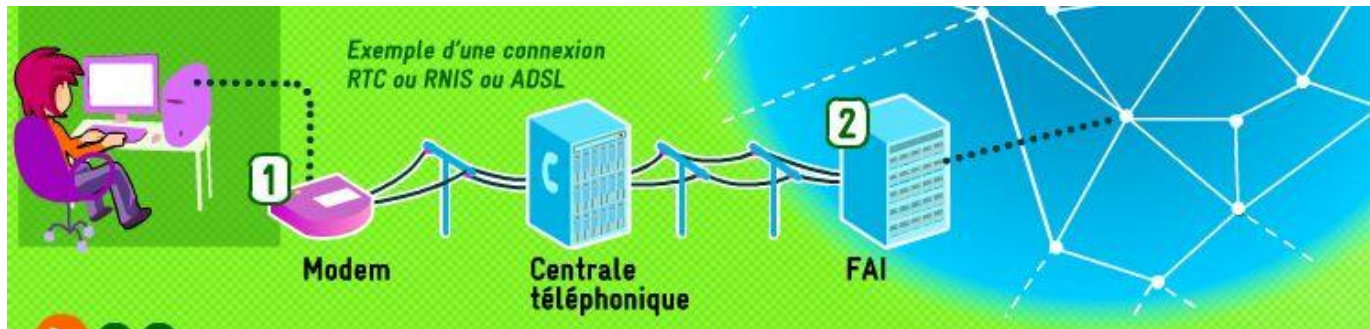 Exemple d'une connexion
RTC ou RNIS ou ADSL
1
2
Modem
Centrale
téléphonique
FAI